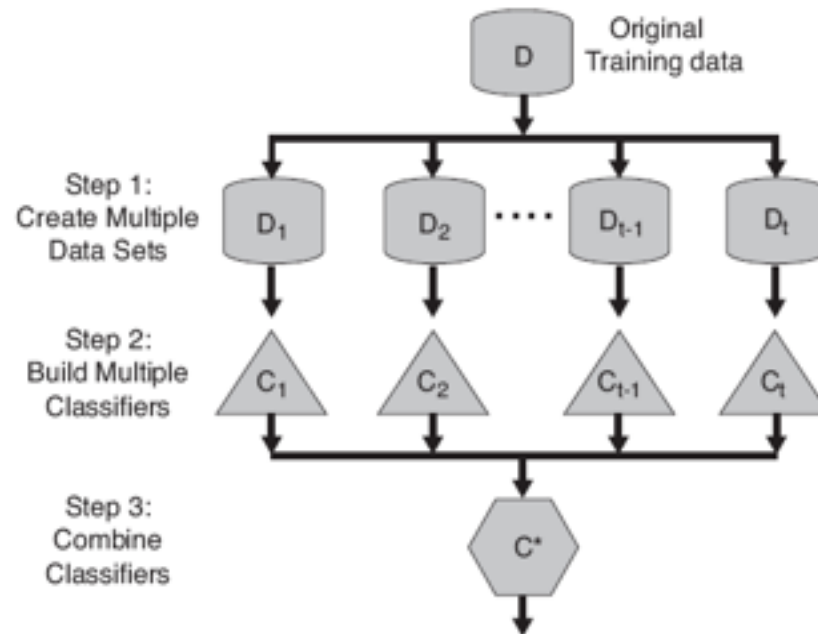 D
Original
Training data
Step 1:
Create Multiple
Data Sets
D₁
D₂
....
Dₜ₋₁
Dₜ
Step 2:
Build Multiple
Classifiers
C₁
C₂
Cₜ₋₁
Cₜ
Step 3:
Combine
Classifiers
C*